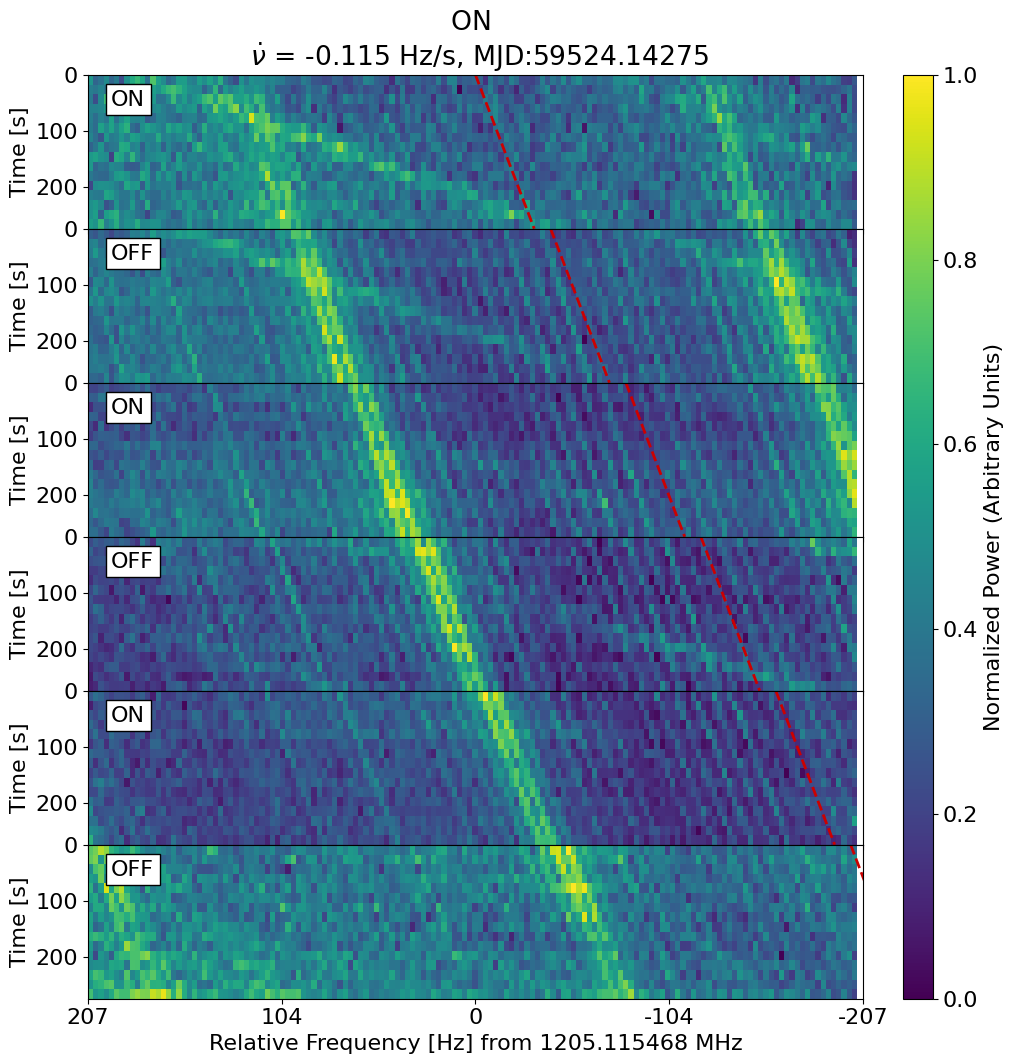 ON
ν̇ = -0.115 Hz/s, MJD:59524.14275
0
100
200
Time [s]
ON
0
100
200
Time [s]
OFF
0
100
200
Time [s]
ON
0
100
200
Time [s]
OFF
0
100
200
Time [s]
ON
0
100
200
Time [s]
OFF
207 104 0 -104 -207
Relative Frequency [Hz] from 1205.115468 MHz
1.0
0.8
0.6
0.4
0.2
0.0
Normalized Power (Arbitrary Units)